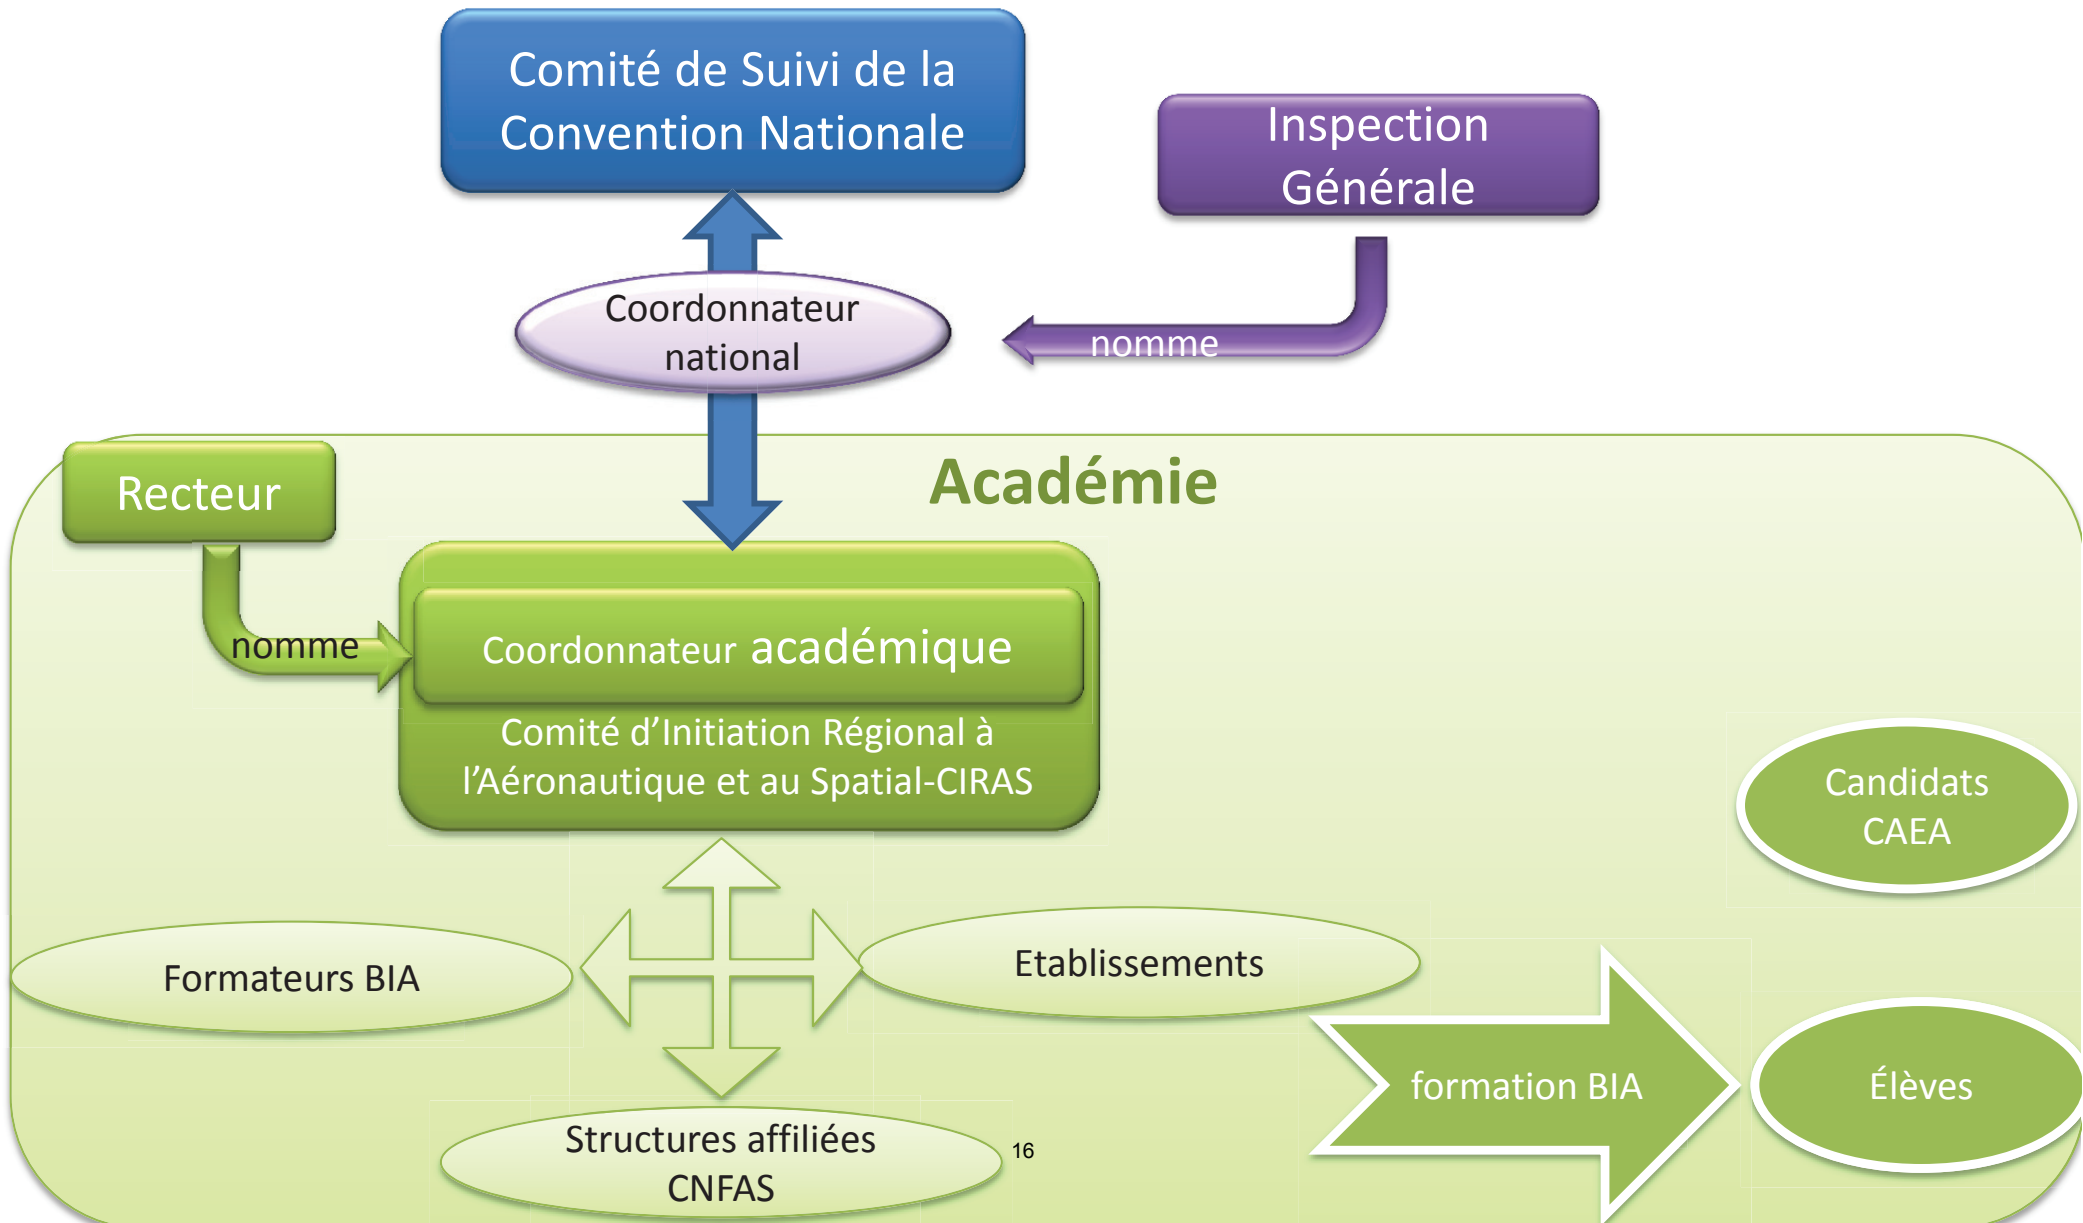 Comité de Suivi de la
Convention Nationale
Inspection
Générale
Coordonnateur
national
nomme
Académie
Recteur
nomme
Coordonnateur académique
Comité d’Initiation Régional à
l’Aéronautique et au Spatial-CIRAS
Candidats
CAEA
Formateurs BIA
Etablissements
formation BIA
Élèves
Structures affiliées
CNFAS
16